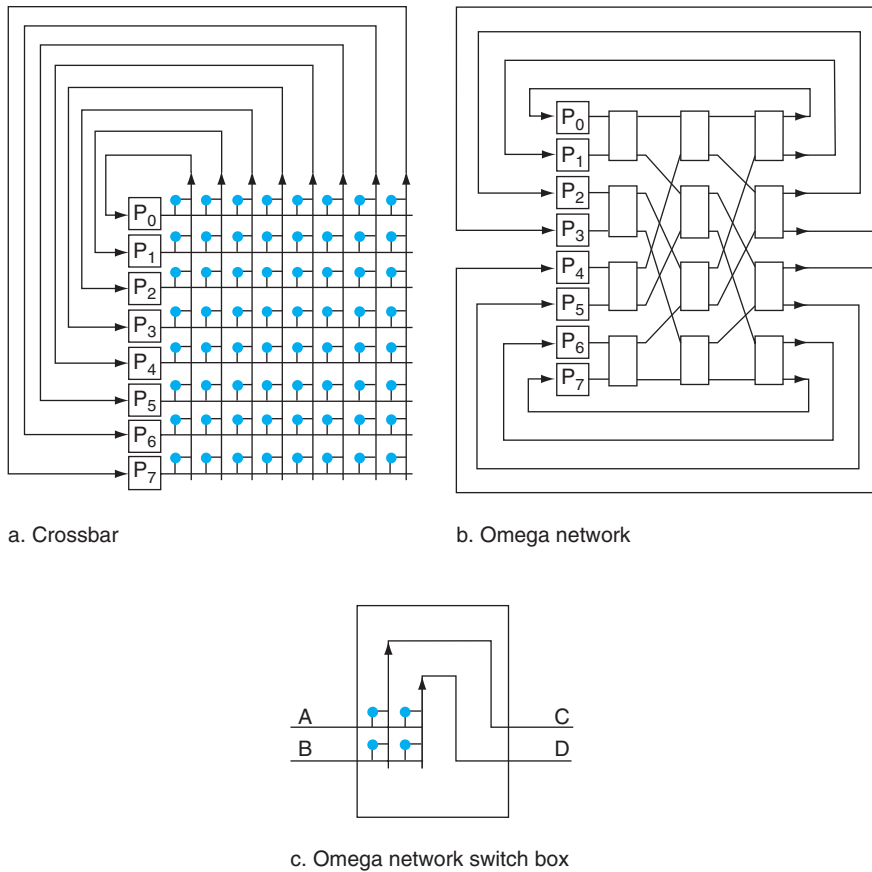 P0
P1
P2
P3
P4
P5
P6
P7
a. Crossbar
P0
P1
P2
P3
P4
P5
P6
P7
b. Omega network
A
B
C
D
c. Omega network switch box